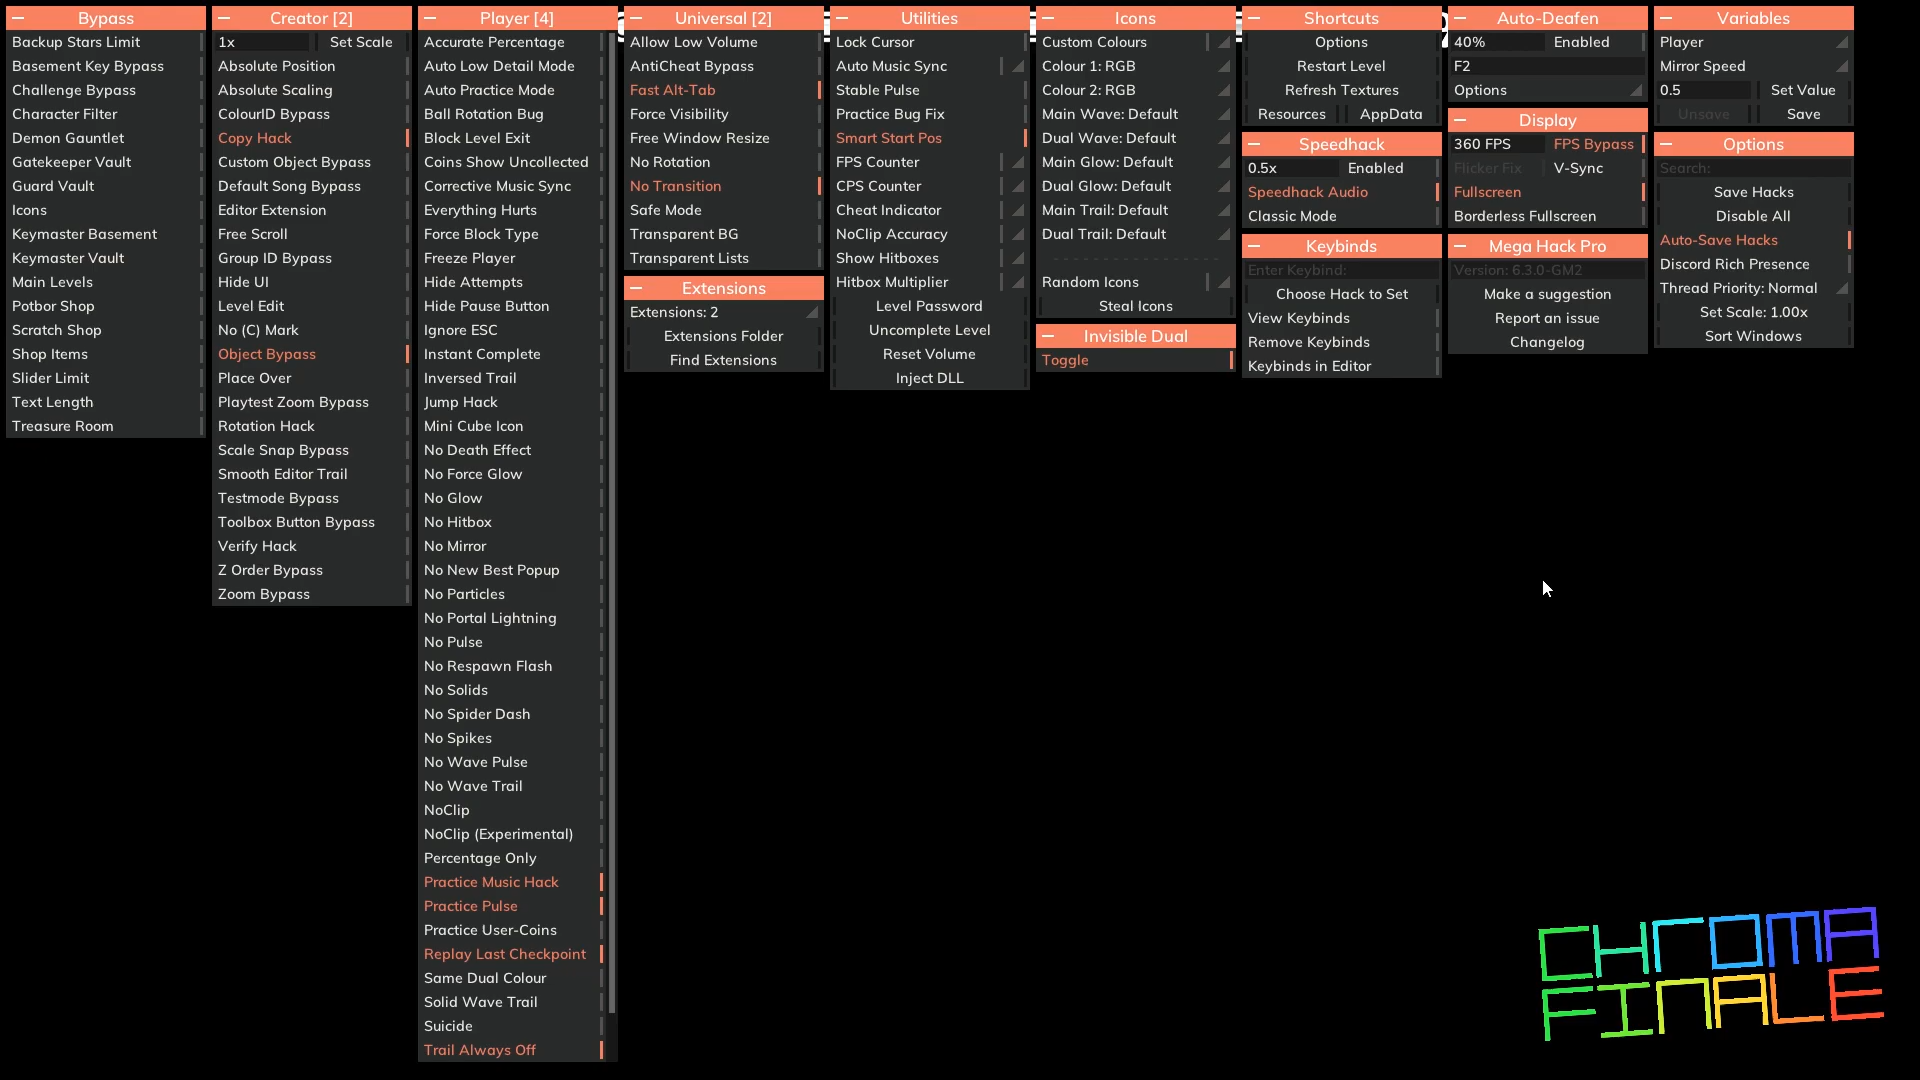 Bypass
Backup Stars Limit
Basement Key Bypass
Challenge Bypass
Character Filter
Demon Gauntlet
Gatekeeper Vault
Guard Vault
Icons
Keymaster Basement
Keymaster Vault
Main Levels
Potbor Shop
Scratch Shop
Shop Items
Slider Limit
Text Length
Treasure Room
Creator [2]
1x Set Scale
Absolute Position
Absolute Scaling
ColourID Bypass
Copy Hack
Custom Object Bypass
Default Song Bypass
Editor Extension
Free Scroll
Group ID Bypass
Hide UI
Level Edit
No (C) Mark
Object Bypass
Place Over
Playtest Zoom Bypass
Rotation Hack
Scale Snap Bypass
Smooth Editor Trail
Testmode Bypass
Toolbox Button Bypass
Verify Hack
Z Order Bypass
Zoom Bypass
Player [4]
Accurate Percentage
Auto Low Detail Mode
Auto Practice Mode
Ball Rotation Bug
Block Level Exit
Coins Show Uncollected
Corrective Music Sync
Everything Hurts
Force Block Type
Freeze Player
Hide Attempts
Hide Pause Button
Ignore ESC
Instant Complete
Inversed Trail
Jump Hack
Mini Cube Icon
No Death Effect
No Force Glow
No Glow
No Hitbox
No Mirror
No New Best Popup
No Particles
No Portal Lightning
No Pulse
No Respawn Flash
No Solids
No Spider Dash
No Spikes
No Wave Pulse
No Wave Trail
NoClip
NoClip (Experimental)
Percentage Only
Practice Music Hack
Practice Pulse
Practice User-Coins
Replay Last Checkpoint
Same Dual Colour
Solid Wave Trail
Suicide
Trail Always Off
Universal [2]
Allow Low Volume
AntiCheat Bypass
Fast Alt-Tab
Force Visibility
Free Window Resize
No Rotation
No Transition
Safe Mode
Transparent BG
Transparent Lists
Extensions
Extensions: 2
Extensions Folder
Find Extensions
Utilities
Lock Cursor
Auto Music Sync
Stable Pulse
Practice Bug Fix
Smart Start Pos
FPS Counter
CPS Counter
Cheat Indicator
NoClip Accuracy
Show Hitboxes
Hitbox Multiplier
Level Password
Uncomplete Level
Reset Volume
Inject DLL
Icons
Custom Colours
Colour 1: RGB
Colour 2: RGB
Main Wave: Default
Dual Wave: Default
Main Glow: Default
Dual Glow: Default
Main Trail: Default
Dual Trail: Default
Random Icons
Steal Icons
Invisible Dual
Toggle
Shortcuts
Options
Restart Level
Refresh Textures
Resources AppData
Speedhack
0.5x Enabled
Speedhack Audio
Classic Mode
Keybinds
Enter Keybind:
Choose Hack to Set
View Keybinds
Remove Keybinds
Keybinds in Editor
Auto-Deafen
40% Enabled
F2
Options
Display
360 FPS FPS Bypass
Flicker Fix V-Sync
Fullscreen
Borderless Fullscreen
Mega Hack Pro
Version: 6.3.0-GM2
Make a suggestion
Report an issue
Changelog
Variables
Player
Mirror Speed
0.5 Set Value
Unsave Save
Options
Search:
Save Hacks
Disable All
Auto-Save Hacks
Discord Rich Presence
Thread Priority: Normal
Set Scale: 1.00x
Sort Windows
CHROMA
FINALE